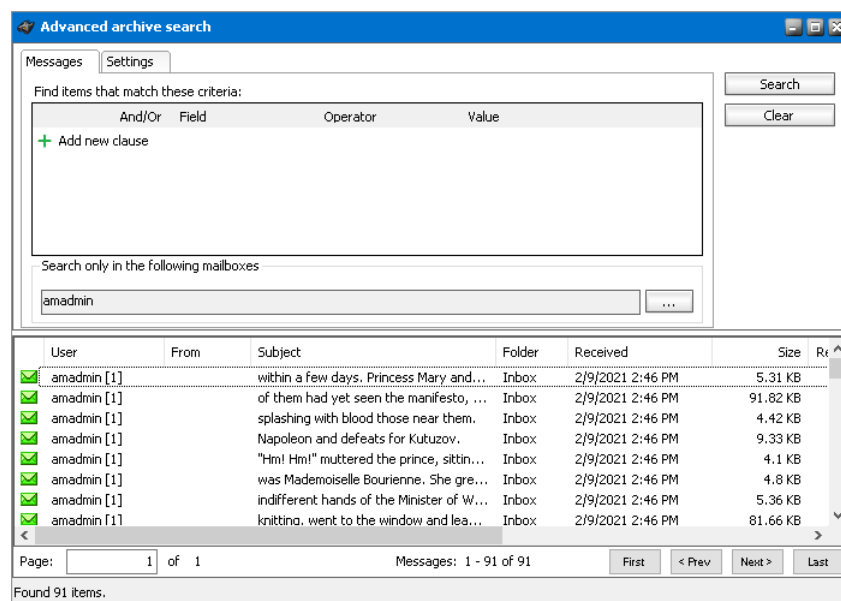 Advanced archive search
Messages Settings
Search
Find items that match these criteria:
Clear
And/Or Field Operator Value
+ Add new clause
Search only in the following mailboxes
amadmin ...
User From Subject Folder Received Size Re
amadmin [1] within a few days. Princess Mary and... Inbox 2/9/2021 2:46 PM 5.31 KB
amadmin [1] of them had yet seen the manifesto, ... Inbox 2/9/2021 2:46 PM 91.82 KB
amadmin [1] splashing with blood those near them. Inbox 2/9/2021 2:46 PM 4.42 KB
amadmin [1] Napoleon and defeats for Kutuzov. Inbox 2/9/2021 2:46 PM 9.33 KB
amadmin [1] "Hm! Hm!" muttered the prince, sittin... Inbox 2/9/2021 2:46 PM 4.1 KB
amadmin [1] was Mademoiselle Bourienne. She gre... Inbox 2/9/2021 2:46 PM 4.8 KB
amadmin [1] indifferent hands of the Minister of W... Inbox 2/9/2021 2:46 PM 5.36 KB
amadmin [1] knitting, went to the window and lea... Inbox 2/9/2021 2:46 PM 81.66 KB
Page: 1 of 1 Messages: 1 - 91 of 91 First < Prev Next > Last
Found 91 items.